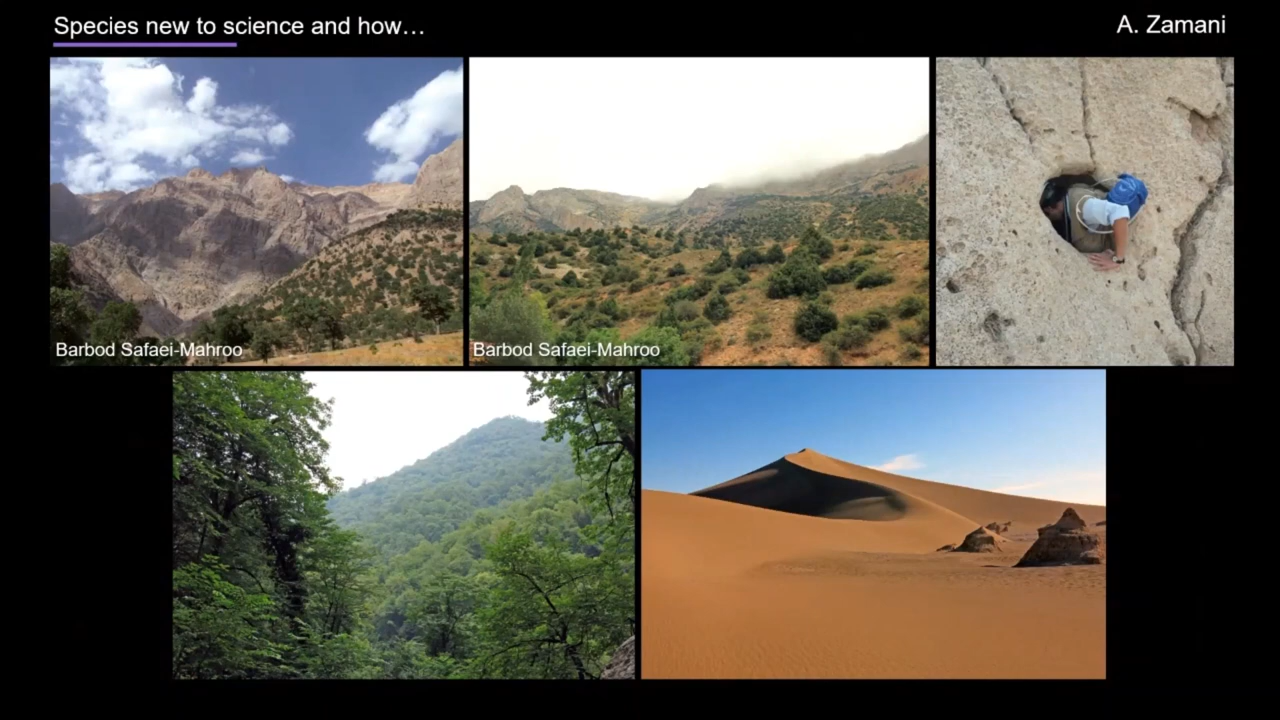 Species new to science and how…
A. Zamani
Barbod Safaei-Mahroo
Barbod Safaei-Mahroo